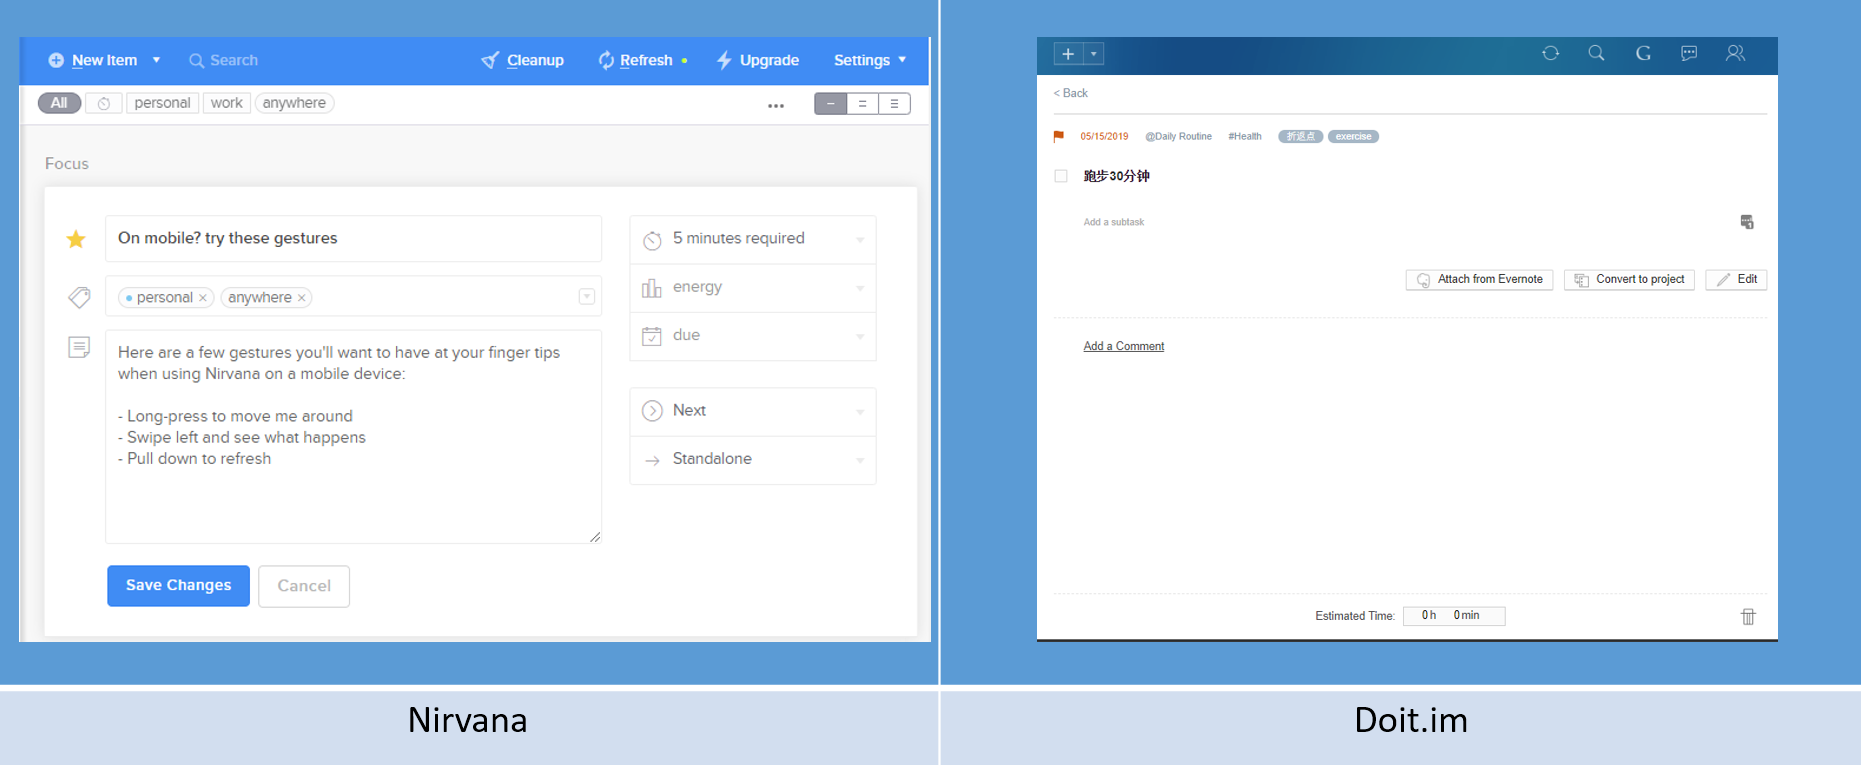 New Item
Search
Cleanup
Refresh
Upgrade
Settings
All
personal
work
anywhere
Focus
On mobile? try these gestures
personal ×
anywhere ×
Here are a few gestures you'll want to have at your finger tips
when using Nirvana on a mobile device:
- Long-press to move me around
- Swipe left and see what happens
- Pull down to refresh
5 minutes required
energy
due
Next
Standalone
Save Changes
Cancel
Nirvana
G
< Back
05/15/2019 @Daily Routine #Health 折返点 exercise
跑步30分钟
Add a subtask
Attach from Evernote
Convert to project
Edit
Add a Comment
Estimated Time: 0 h 0 min
Doit.im